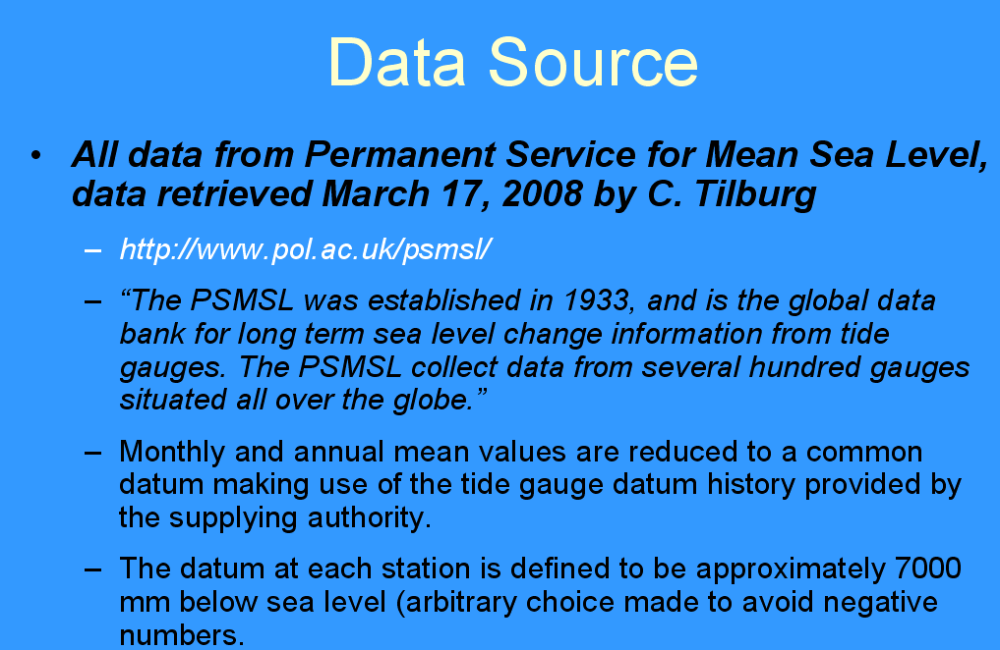 Data Source
• All data from Permanent Service for Mean Sea Level,
data retrieved March 17, 2008 by C. Tilburg
– http://www.pol.ac.uk/psmsl/
– “The PSMSL was established in 1933, and is the global data
bank for long term sea level change information from tide
gauges. The PSMSL collect data from several hundred gauges
situated all over the globe.”
– Monthly and annual mean values are reduced to a common
datum making use of the tide gauge datum history provided by
the supplying authority.
– The datum at each station is defined to be approximately 7000
mm below sea level (arbitrary choice made to avoid negative
numbers.